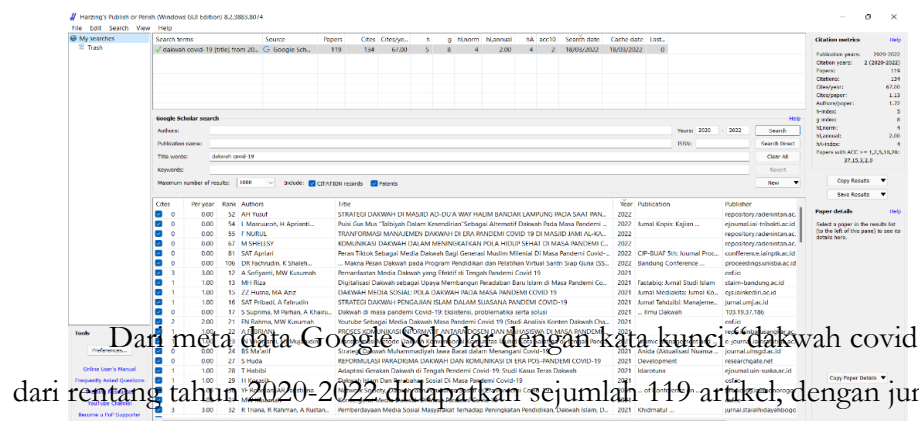 Harzing's Publish or Perish (Windows GUI Edition) 8.2.3883.8074
File Edit Search View Help
My searches
Trash
Search terms Source Papers Cites Cites/ye... h g hI,norm hI,annual hA acc10 Search date Cache date Last...
dakwah covid-19 [title] from 20... Google Sch... 119 134 67.00 5 8 4 2.00 4 2 18/03/2022 18/03/2022 0
Citation metrics Help
Publication years: 2020-2022
Citation years: 2 (2020-2022)
Papers: 119
Citations: 134
Cites/year: 67.00
Cites/paper: 1.13
Authors/paper: 1.72
h-index: 5
g-index: 8
hI,norm: 4
hI,annual: 2.00
hA-index: 4
Papers with ACC >= 1,2,5,10,20:
37,15,3,2,0
Copy Results
Save Results
Paper details Help
Select a paper in the results list
(to the left of this pane) to see its
details here.
Copy Paper Details
Google Scholar search Help
Authors: Years: 2020 - 2022 Search
Publication name: ISSN: Search Direct
Title words: dakwah covid-19 Clear All
Keywords: Revert
Maximum number of results: 1000 Include: CITATION records Patents New
Cites Per year Rank Authors Title Year Publication Publisher
0 0.00 52 AH Yusuf STRATEGI DAKWAH DI MASJID AD-DU'A WAY HALIM BANDAR LAMPUNG PADA SAAT PAN... 2022 repository.radenintan.ac.
0 0.00 54 L Masruuroh, H Aprianti... Puisi Gus Mus "Tadisyah Dalam 2022 Jurnal Kopis: Kajian ... ejournal.iai-tribakti.ac.id
0 0.00 55 F NURUL TRANFORMASI MANAJEMEN DAKWAH DI ERA PANDEMI COVID 19 DI MASJID JAMI AL-KA... 2022 repository.radenintan.ac.
0 0.00 67 M SHELLSY KOMUNIKASI DAKWAH DALAM MENINGKATKAN POLA HIDUP SEHAT DI MASA PANDEMI C... 2022 repository.radenintan.ac.
0 0.00 81 SAT Apriari Peran Tiktok Sebagai Media Dakwah Bagi Generasi Muslim Milenial Di Masa Pandemi Covid-... 2022 CIP-BUAF 5th: Journal Proc... conference.iainptk.ac.id
0 0.00 106 DK Fachrudin, K Shaleh... ... Makna Pesan Dakwah pada Program Pendidikan dan Pelatihan Virtual Santri Siap Guna (SS... 2022 Bandung Conference ... proceedings.unisba.ac.id
3 3.00 12 A Sofiyanti, MW Kusumah Pemanfaatan Media Dakwah yang Efektif di Tengah Pandemi Covid 19 2021 osf.io
1 1.00 13 MH Riza Digitalisasi Dakwah sebagai Upaya Membangun Peradaban Baru Islam di Masa Pandemi Co... 2021 Fastabiq: Jurnal Studi Islam staim-bandung.ac.id
1 1.00 15 ZZ Huma, MA Aziz DAKWAH MEDIA SOSIAL; POLA DAKWAH PADA MASA PANDEMI COVID-19 2021 Jurnal Mediakita: Jurnal Ko...
1 1.00 16 SAT Pribadi, A Fahrudin STRATEGI DAKWAH PENGAJIAN ISLAM DALAM SUASANA PANDEMI COVID-19 2021 Jurnal Tahdzibi: Manajeme... jurnal.umj.ac.id
0 0.00 17 S Suprima, M Parhan, A Khairu... Dakwah di masa pandemi Covid-19: Eksistensi, problematika serta solusi 2021 ... Ilmu Dakwah 103.19.37.186
2 2.00 21 FN Rahma, MW Kusumah Youtube Sebagai Media Dakwah Masa Pandemi Covid 19 (Studi Analisis Konten Dakwah Cha... 2021 osf.io
PROSES KOMUNIKASI INFORMATIF ANTARA DOSEN DAN MAHASISWA DI MASA PANDEMI
0 0.00 24 BS Ma'arif Strategi Dakwah Muhammadiyah Jawa Barat dalam Menangani Covid-19 2021 Anida (Aktualisasi Nuansa ... journal.uinsgd.ac.id
0 0.00 27 S Huda REFORMULASI PARADIGMA DAKWAH DAN KOMUNIKASI DI ERA POS-PANDEMI COVID-19 2021 researchgate.net
1 1.00 28 T Habibi Adaptasi Gerakan Dakwah di Tengah Pendemi Covid-19: Studi Kasus Teras Dakwah 2021 Idarotuna ejournal.uin-suska.ac.id
Dakwah Islam Dan Perubahan Sosial Di Masa Pandemi Covid-19
3 3.00 32 R Triana, R Rahman, A Rustan... Pemberdayaan Media Sosial Masyarakat Terhadap Peningkatan Pendidikan, Dakwah Islam, D... 2021 Khidmatul ...
Tools
Preferences...
Online User's Manual
Frequently Asked Questions
YouTube Channel
Become a PoP Supporter
Dari meta data Google Scholar dengan kata kunci "dakwah covid
dari rentang tahun 2020-2022 didapatkan sejumlah 119 artikel, dengan jur